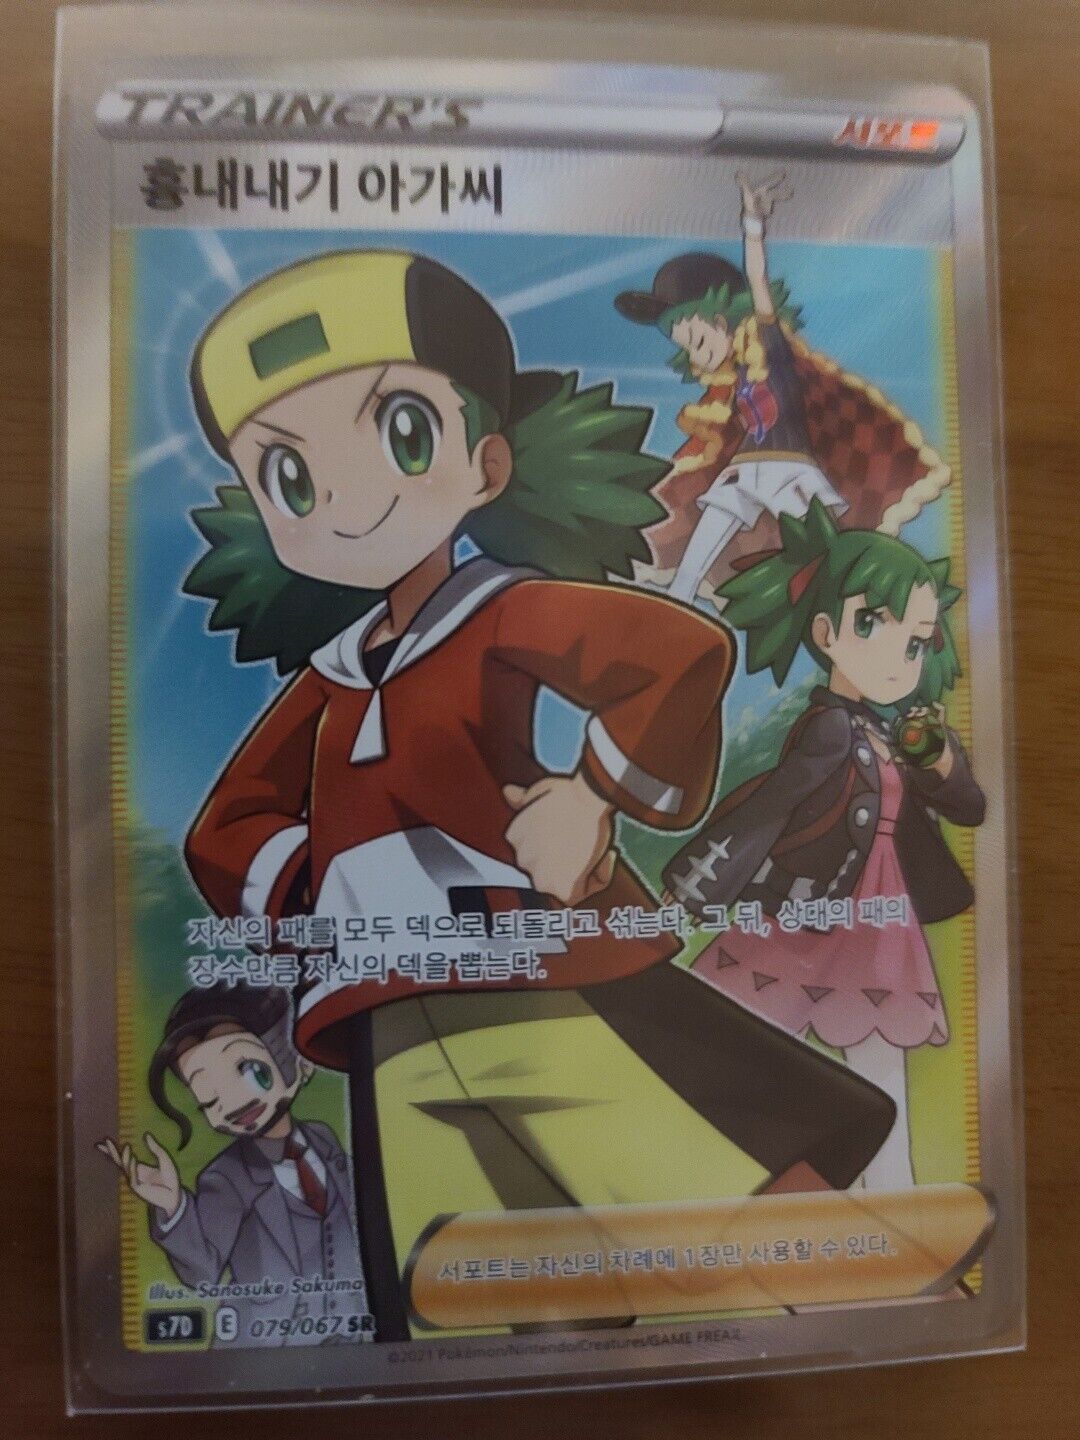 TRAINER'S
서포트
흉내내기 아가씨
자신의 패를 모두 덱으로 되돌리고 섞는다. 그 뒤, 상대의 패의
장수만큼 자신의 덱을 뽑는다.
서포트는 자신의 차례에 1장만 사용할 수 있다.
Illus. Sanosuke Sakuma
s7D E 079/067 SR
©2021 Pokémon/Nintendo/Creatures/GAME FREAK